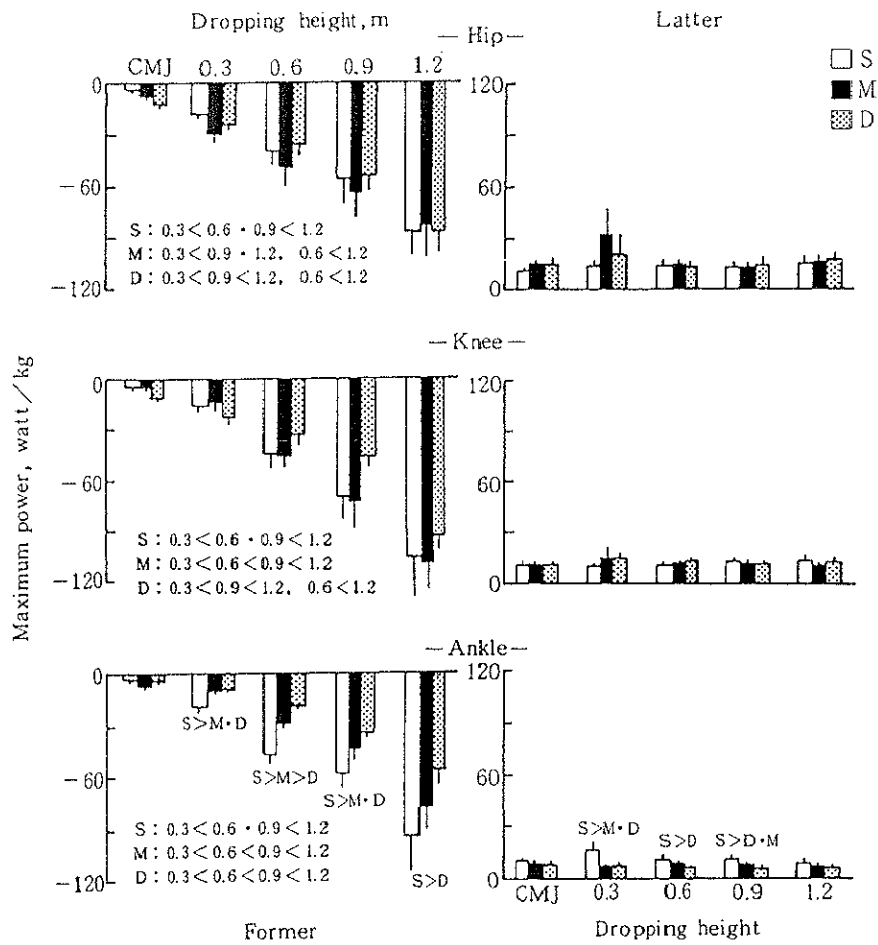 Dropping height, m
Latter
— Hip —
CMJ 0.3 0.6 0.9 1.2
0
-60
-120
120
60
0
S
M
D
S : 0.3<0.6・0.9<1.2
M : 0.3<0.9・1.2, 0.6<1.2
D : 0.3<0.9<1.2, 0.6<1.2
— Knee —
0
-60
-120
120
60
0
S : 0.3<0.6・0.9<1.2
M : 0.3<0.6<0.9<1.2
D : 0.3<0.9<1.2, 0.6<1.2
Maximum power, watt/kg
— Ankle —
0
-60
-120
120
60
0
S>M・D
S>M>D
S>M・D
S>D
S>M・D
S>D
S>D・M
S : 0.3<0.6・0.9<1.2
M : 0.3<0.6<0.9<1.2
D : 0.3<0.6<0.9<1.2
CMJ 0.3 0.6 0.9 1.2
Former
Dropping height